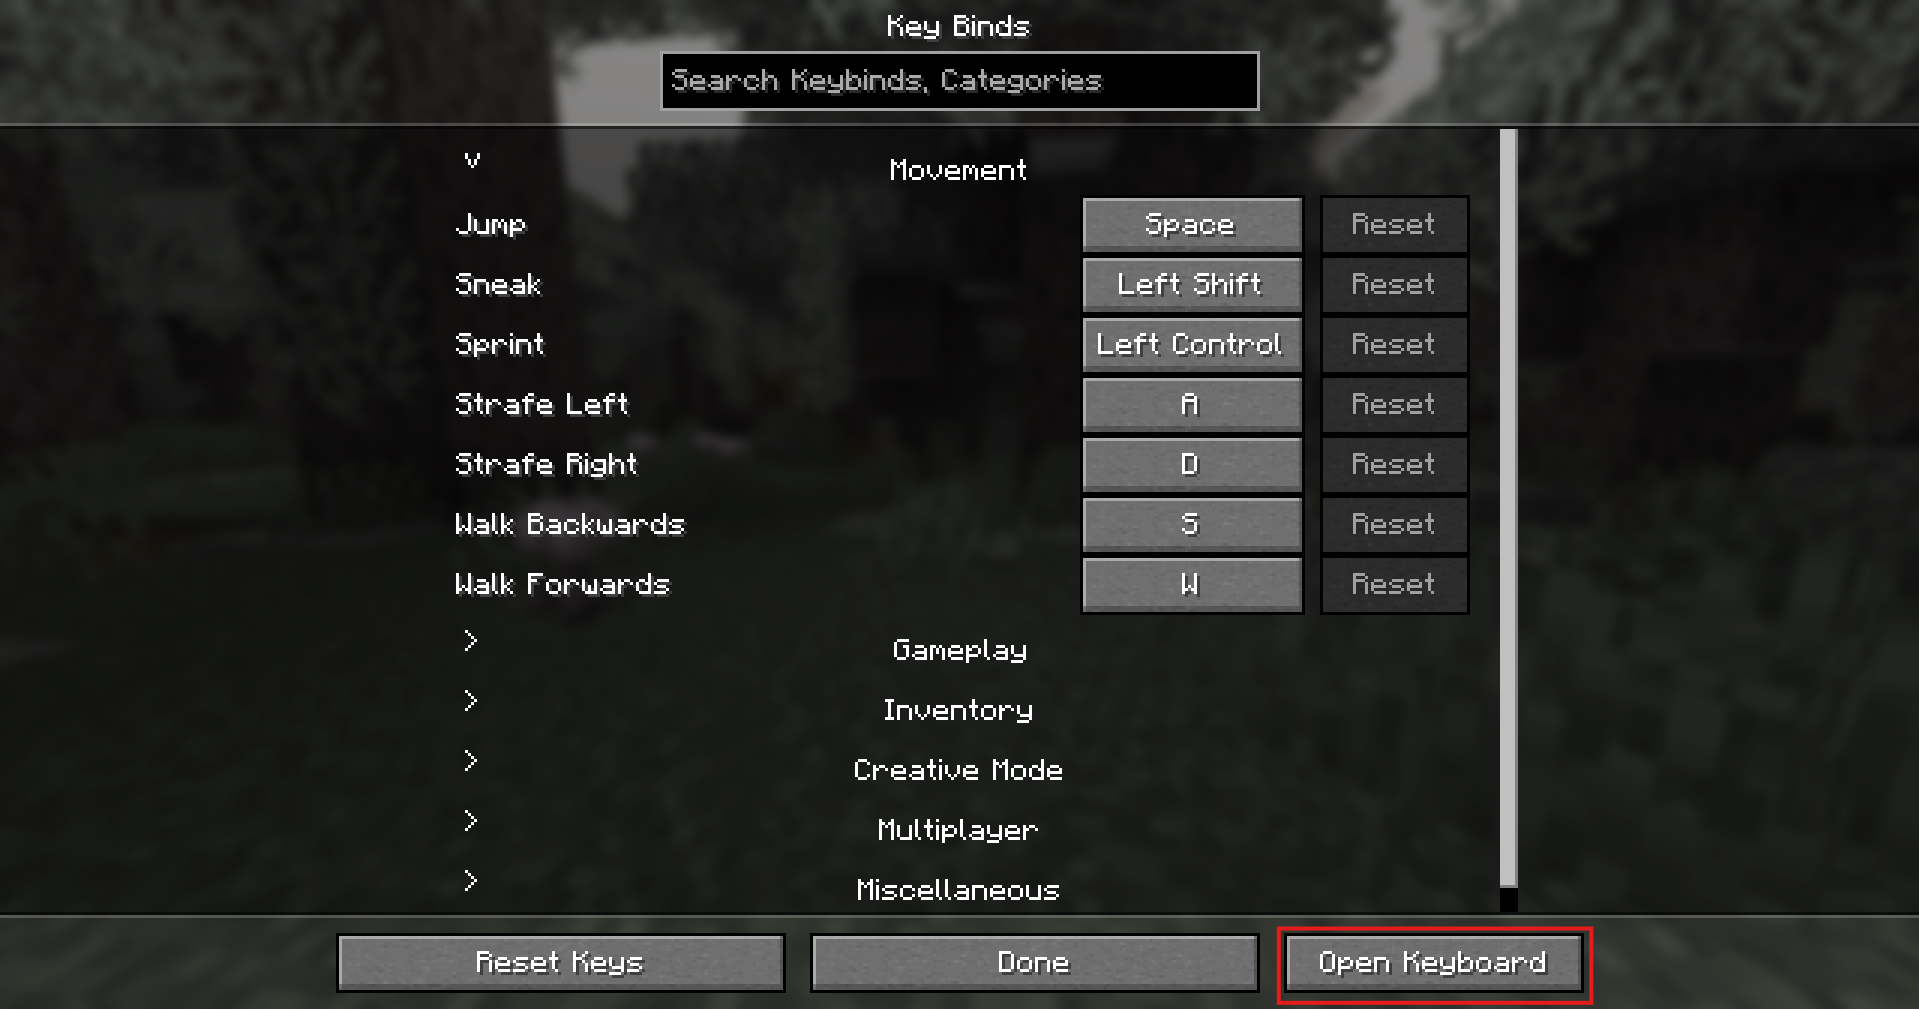 Key Binds
Search Keybinds, Categories
v Movement
Jump Space Reset
Sneak Left Shift Reset
Sprint Left Control Reset
Strafe Left A Reset
Strafe Right D Reset
Walk Backwards S Reset
Walk Forwards W Reset
> Gameplay
> Inventory
> Creative Mode
> Multiplayer
> Miscellaneous
Reset Keys Done Open Keyboard